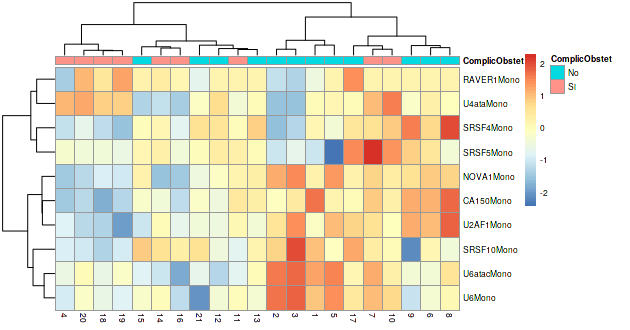 ComplicObstet
RAVER1Mono
U4ataMono
SRSF4Mono
SRSF5Mono
NOVA1Mono
CA150Mono
U2AF1Mono
SRSF10Mono
U6atacMono
U6Mono
4 20 18 19 15 14 16 21 12 11 13 2 3 1 5 17 7 10 9 6 8
2
1
0
-1
-2
ComplicObstet
No
Si